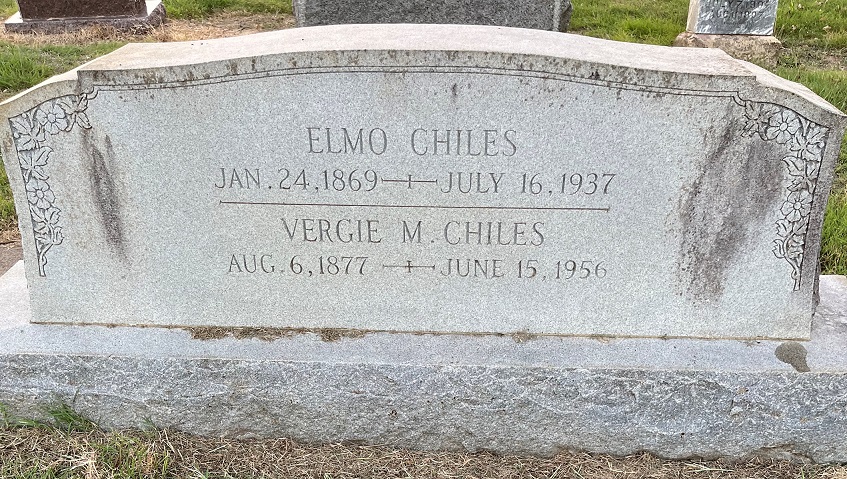 ELMO CHILES
JAN. 24, 1869 — JULY 16, 1937
VERGIE M. CHILES
AUG. 6, 1877 — JUNE 15, 1956